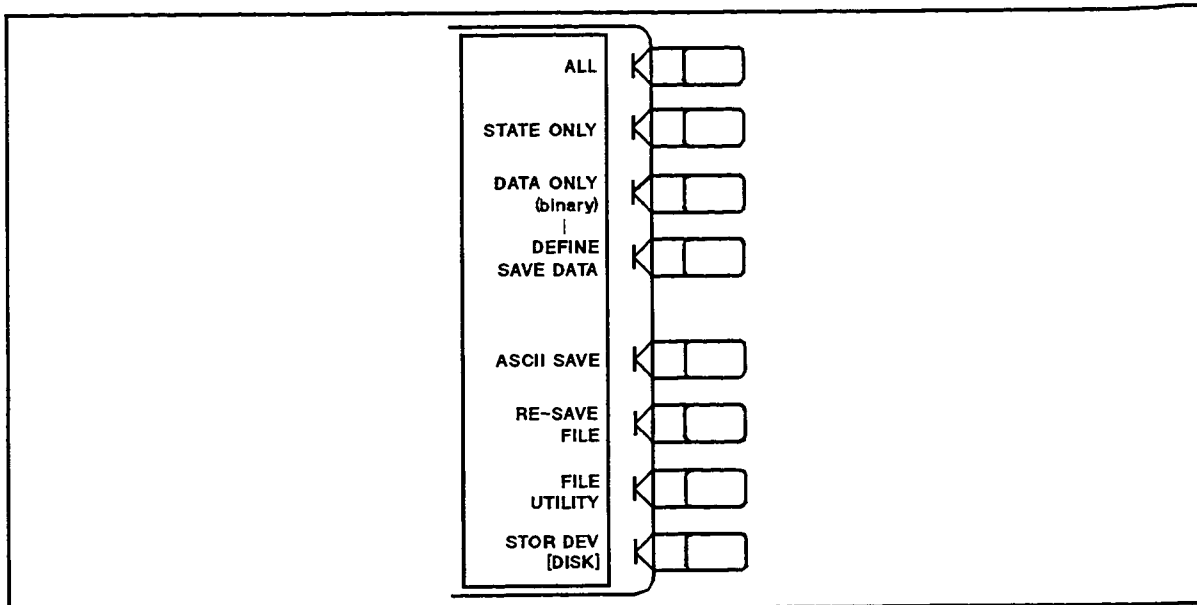 ALL
STATE ONLY
DATA ONLY
(binary)
DEFINE
SAVE DATA
ASCII SAVE
RE-SAVE
FILE
FILE
UTILITY
STOR DEV
[DISK]